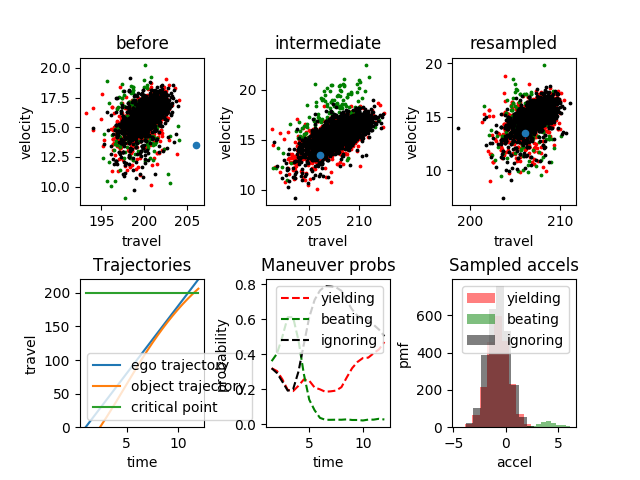 before intermediate resampled
20.0
17.5
15.0
12.5
10.0
velocity
195 200 205
travel
20
15
10
velocity
205 210
travel
20
15
10
velocity
200 210
travel
Trajectories Maneuver probs Sampled accels
200
150
100
50
0
travel
ego trajectory
object trajectory
critical point
5 10
time
0.8
0.6
0.4
0.2
0.0
probability
yielding
beating
ignoring
5 10
time
600
400
200
0
pmf
yielding
beating
ignoring
−5 0 5
accel